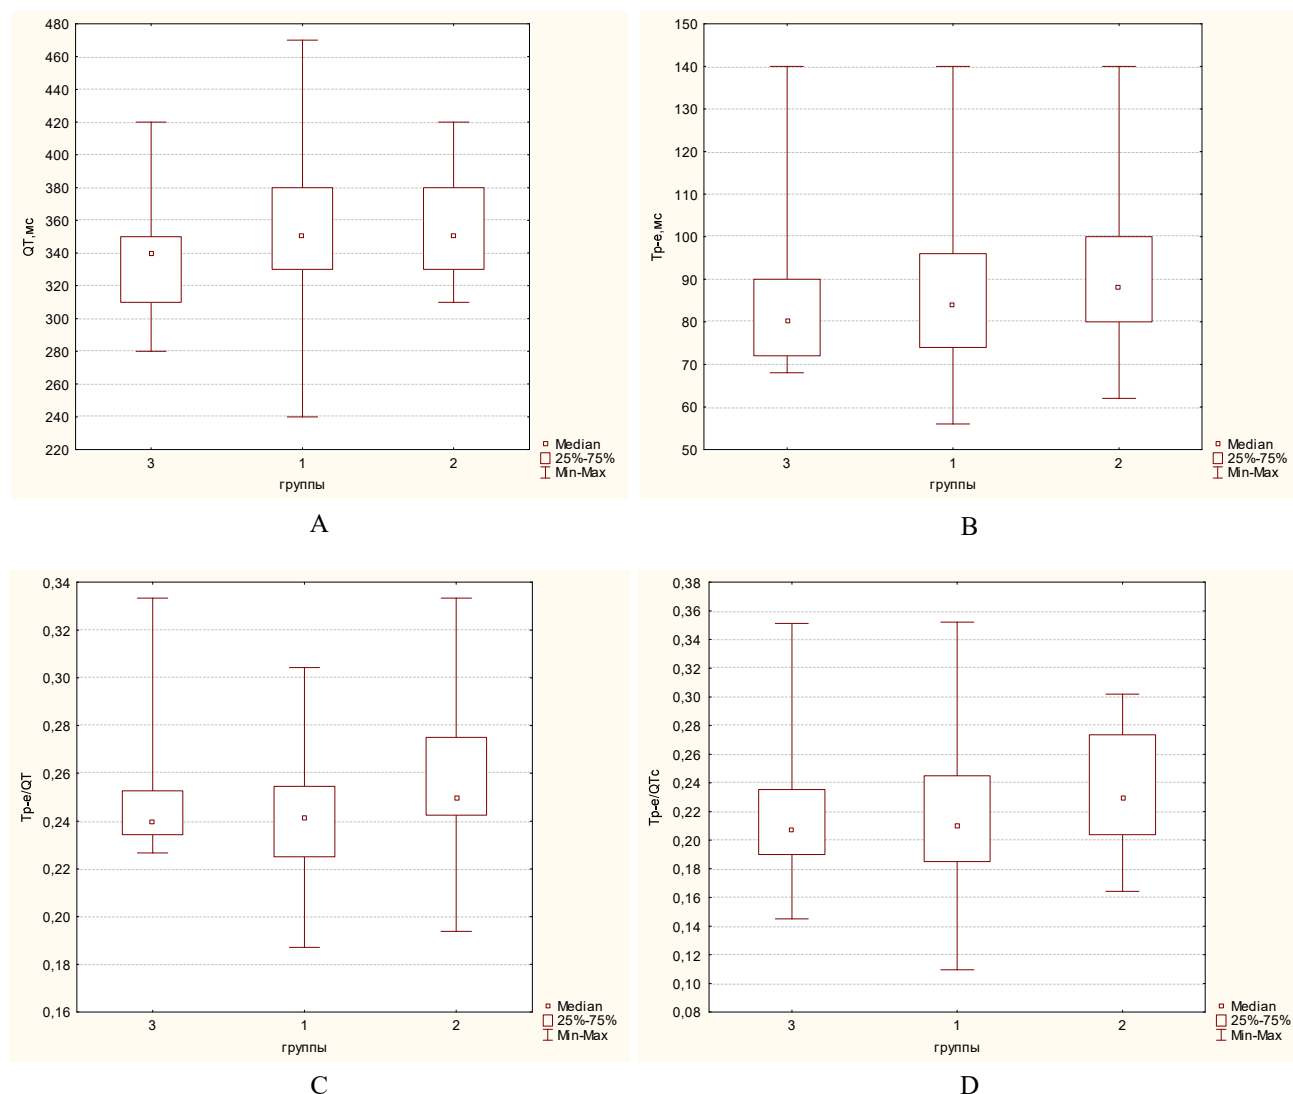 480
460
440
420
400
380
360
340
320
300
280
260
240
220
QT,мс
3 1 2
группы
Median
25%-75%
Min-Max
A
150
140
130
120
110
100
90
80
70
60
50
Tp-e,мс
3 1 2
группы
Median
25%-75%
Min-Max
B
0,34
0,32
0,30
0,28
0,26
0,24
0,22
0,20
0,18
0,16
Tp-e/QT
3 1 2
группы
Median
25%-75%
Min-Max
C
0,38
0,36
0,34
0,32
0,30
0,28
0,26
0,24
0,22
0,20
0,18
0,16
0,14
0,12
0,10
0,08
Tp-e/QTc
3 1 2
группы
Median
25%-75%
Min-Max
D